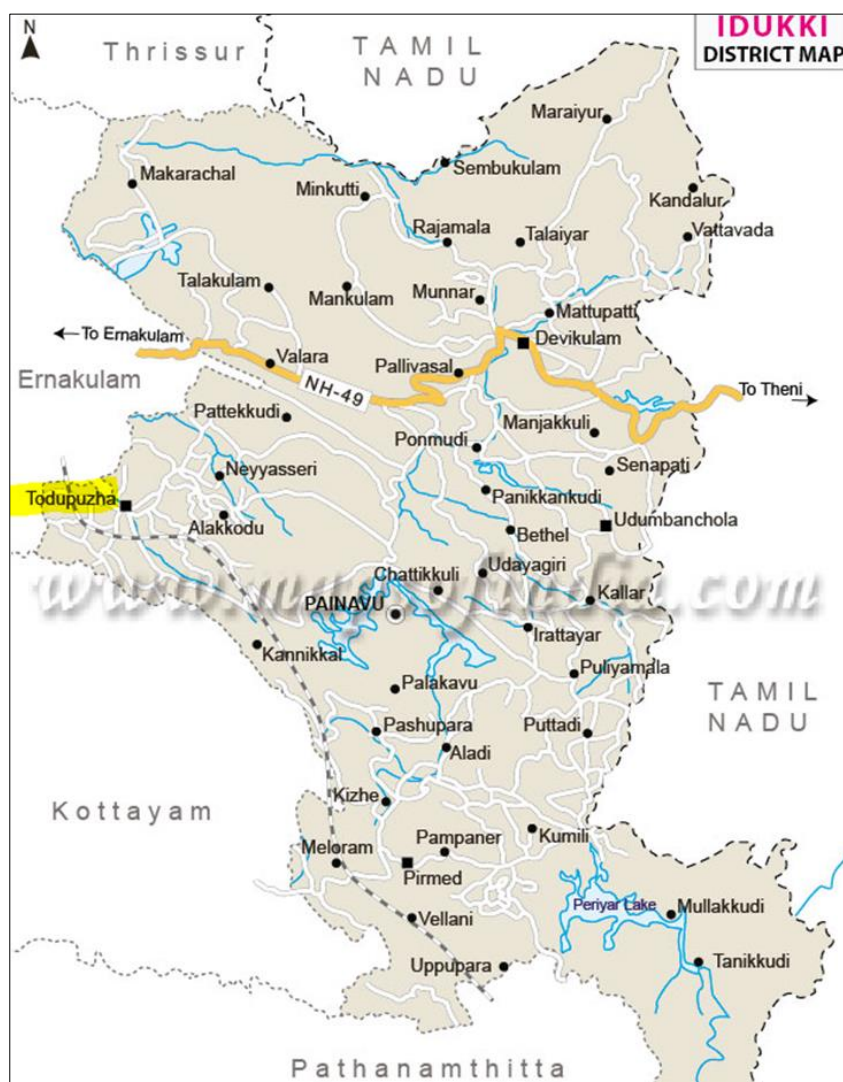 N
IDUKKI
DISTRICT MAP
Thrissur
TAMIL
NADU
Maraiyur
Sembukulam
Makarachal
Minkutti
Kandalur
Rajamala
Talaiyar
Vattavada
Talakulam
Mankulam
Munnar
Mattupatti
To Ernakulam
Devikulam
Valara
Pallivasal
Ernakulam
NH-49
To Theni
Pattekkudi
Manjakkuli
Ponmudi
Neyyasseri
Senapati
Todupuzha
Panikkankudi
Alakkodu
Udumbanchola
Bethel
Udayagiri
Chattikkuli
www.mapsofindia.com
PAINAVU
Kallar
Irattayar
Kannikkal
Puliyamala
Palakavu
TAMIL
NADU
Pashupara
Puttadi
Aladi
Kizhe
Kottayam
Kumili
Meloram
Pampaner
Pirmed
Periyar Lake
Mullakkudi
Vellani
Uppupara
Tanikkudi
Pathanamthitta